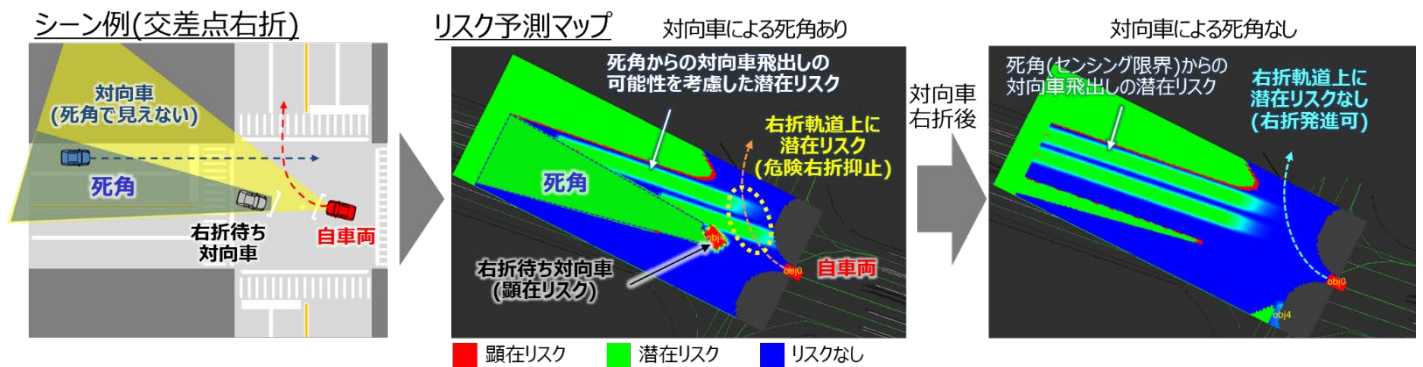 シーン例(交差点右折)
対向車
(死角で見えない)
死角
右折待ち
対向車
自車両
リスク予測マップ
対向車による死角あり
死角からの対向車飛出しの
可能性を考慮した潜在リスク
右折軌道上に
潜在リスク
(危険右折抑止)
死角
obj
右折待ち対向車
(顕在リスク)
obj0
自車両
対向車
右折後
対向車による死角なし
死角(センシング限界)からの
対向車飛出しの潜在リスク
右折軌道上に
潜在リスクなし
(右折発進可)
obj0
obj4
顕在リスク
潜在リスク
リスクなし